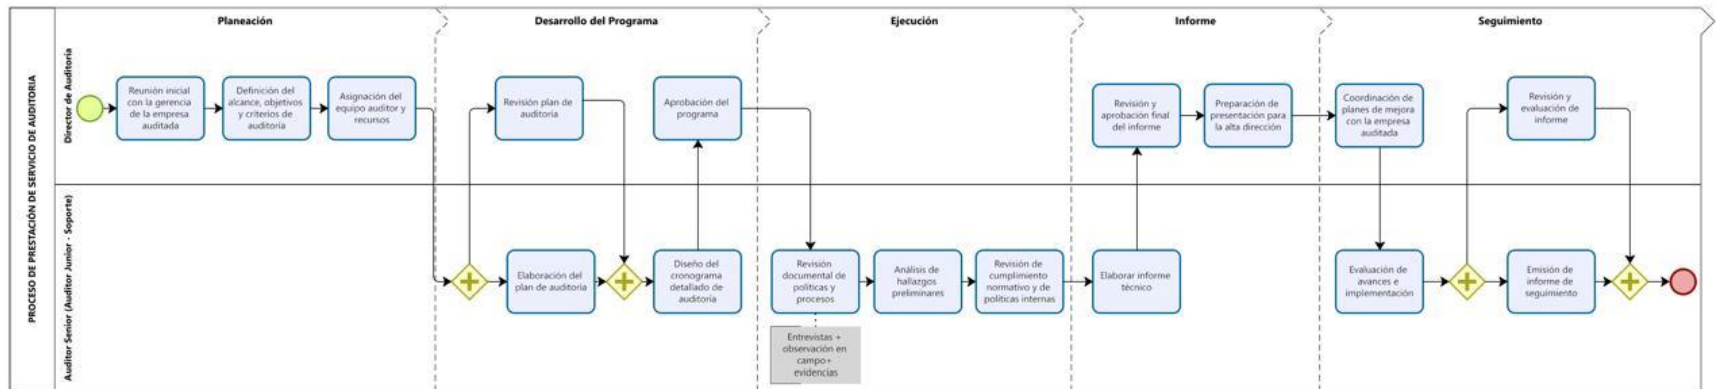 PROCESO DE PRESTACIÓN DE SERVICIO DE AUDITORIA
Planeación
Desarrollo del Programa
Ejecución
Informe
Seguimiento
Director de Auditoría
Reunión inicial
con la gerencia
de la empresa
auditada
Definición del
alcance, objetivos
y criterios de
auditoría
Asignación del
equipo auditor y
recursos
Revisión plan de
auditoría
Aprobación del
programa
Revisión y
aprobación final
del informe
Preparación de
presentación para
la alta dirección
Coordinación de
planes de mejora
con la empresa
auditada
Revisión y
evaluación de
informe
Auditor Senior (Auditor Junior - Soporte)
Elaboración del
plan de auditoría
Diseño del
cronograma
detallado de
auditoría
Revisión
documental de
políticas y
procesos
Análisis de
hallazgos
preliminares
Revisión de
cumplimiento
normativo y de
políticas internas
Elaborar informe
técnico
Evaluación de
avances e
implementación
Emisión de
informe de
seguimiento
Entrevistas +
observación en
campo+
evidencias